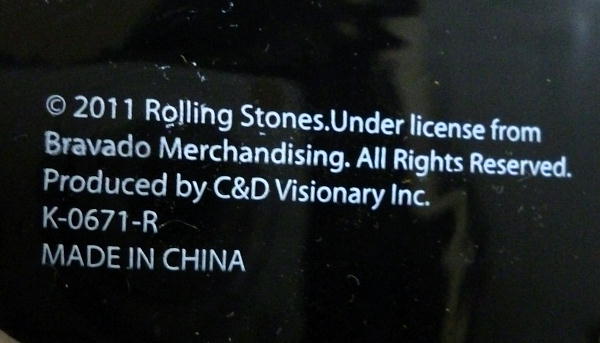 © 2011 Rolling Stones.Under license from
Bravado Merchandising. All Rights Reserved.
Produced by C&D Visionary Inc.
K-0671-R
MADE IN CHINA